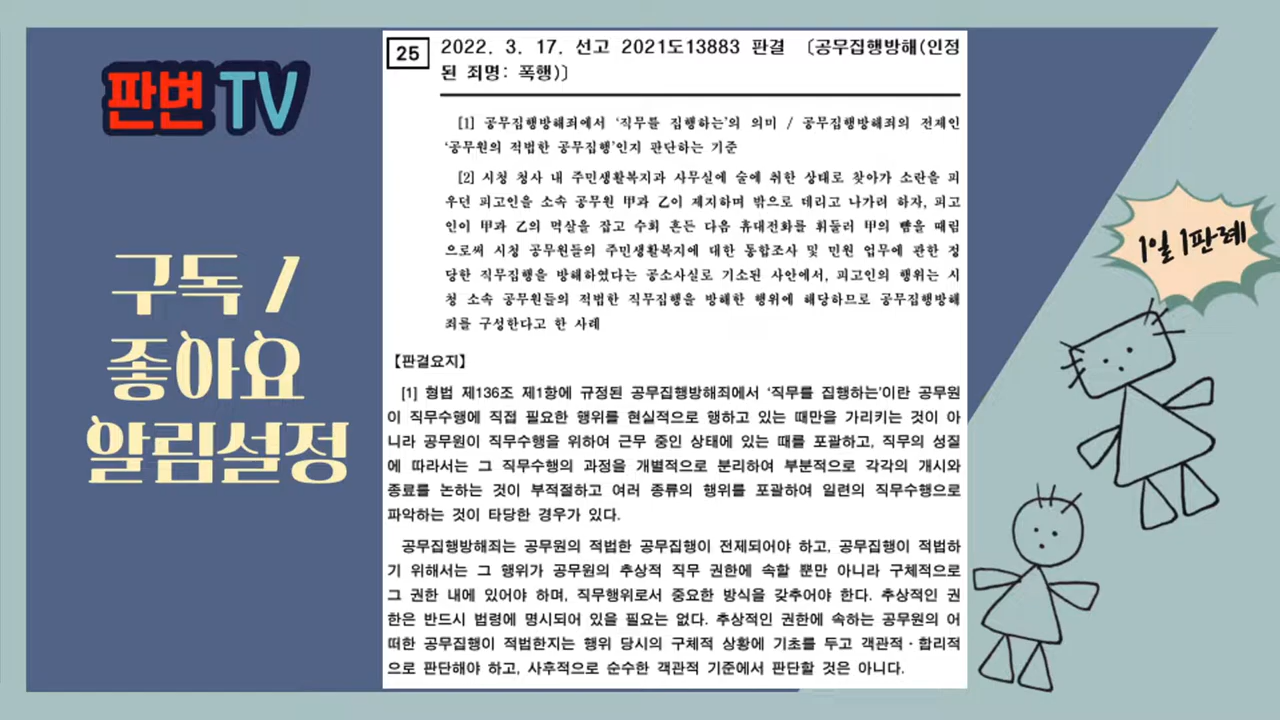 판변 TV
구독 /
좋아요
알림설정
25 2022. 3. 17. 선고 2021도13883 판결 〔공무집행방해(인정
된 죄명: 폭행)〕
[1] 공무집행방해죄에서 ‘직무를 집행하는’의 의미 / 공무집행방해죄의 전제인
‘공무원의 적법한 공무집행’인지 판단하는 기준
[2] 시청 청사 내 주민생활복지과 사무실에 술에 취한 상태로 찾아가 소란을 피
우던 피고인을 소속 공무원 甲과 乙이 제지하며 밖으로 데리고 나가려 하자, 피고
인이 甲과 乙의 멱살을 잡고 수회 흔든 다음 휴대전화를 휘둘러 甲의 뺨을 때림
으로써 시청 공무원들의 주민생활복지에 대한 통합조사 및 민원 업무에 관한 정
당한 직무집행을 방해하였다는 공소사실로 기소된 사안에서, 피고인의 행위는 시
청 소속 공무원들의 적법한 직무집행을 방해한 행위에 해당하므로 공무집행방해
죄를 구성한다고 한 사례
【판결요지】
[1] 형법 제136조 제1항에 규정된 공무집행방해죄에서 ‘직무를 집행하는’이란 공무원
이 직무수행에 직접 필요한 행위를 현실적으로 행하고 있는 때만을 가리키는 것이 아
니라 공무원이 직무수행을 위하여 근무 중인 상태에 있는 때를 포괄하고, 직무의 성질
에 따라서는 그 직무수행의 과정을 개별적으로 분리하여 부분적으로 각각의 개시와
종료를 논하는 것이 부적절하고 여러 종류의 행위를 포괄하여 일련의 직무수행으로
파악하는 것이 타당한 경우가 있다.
공무집행방해죄는 공무원의 적법한 공무집행이 전제되어야 하고, 공무집행이 적법하
기 위해서는 그 행위가 공무원의 추상적 직무 권한에 속할 뿐만 아니라 구체적으로
그 권한 내에 있어야 하며, 직무행위로서 중요한 방식을 갖추어야 한다. 추상적인 권
한은 반드시 법령에 명시되어 있을 필요는 없다. 추상적인 권한에 속하는 공무원의 어
떠한 공무집행이 적법한지는 행위 당시의 구체적 상황에 기초를 두고 객관적·합리적
으로 판단해야 하고, 사후적으로 순수한 객관적 기준에서 판단할 것은 아니다.
1일 1판례